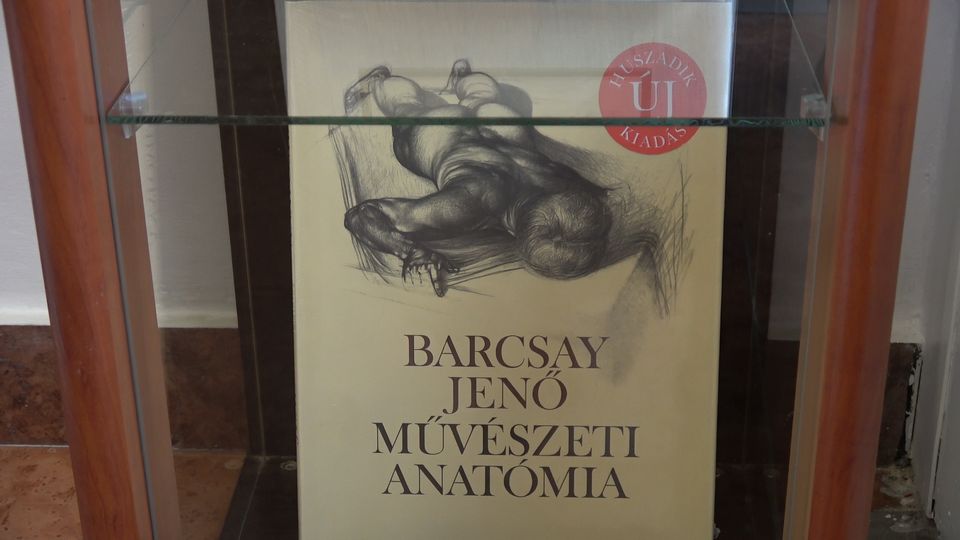 HUSZADIK
ÚJ
KIADÁS
BARCSAY
JENŐ
MŰVÉSZETI
ANATÓMIA